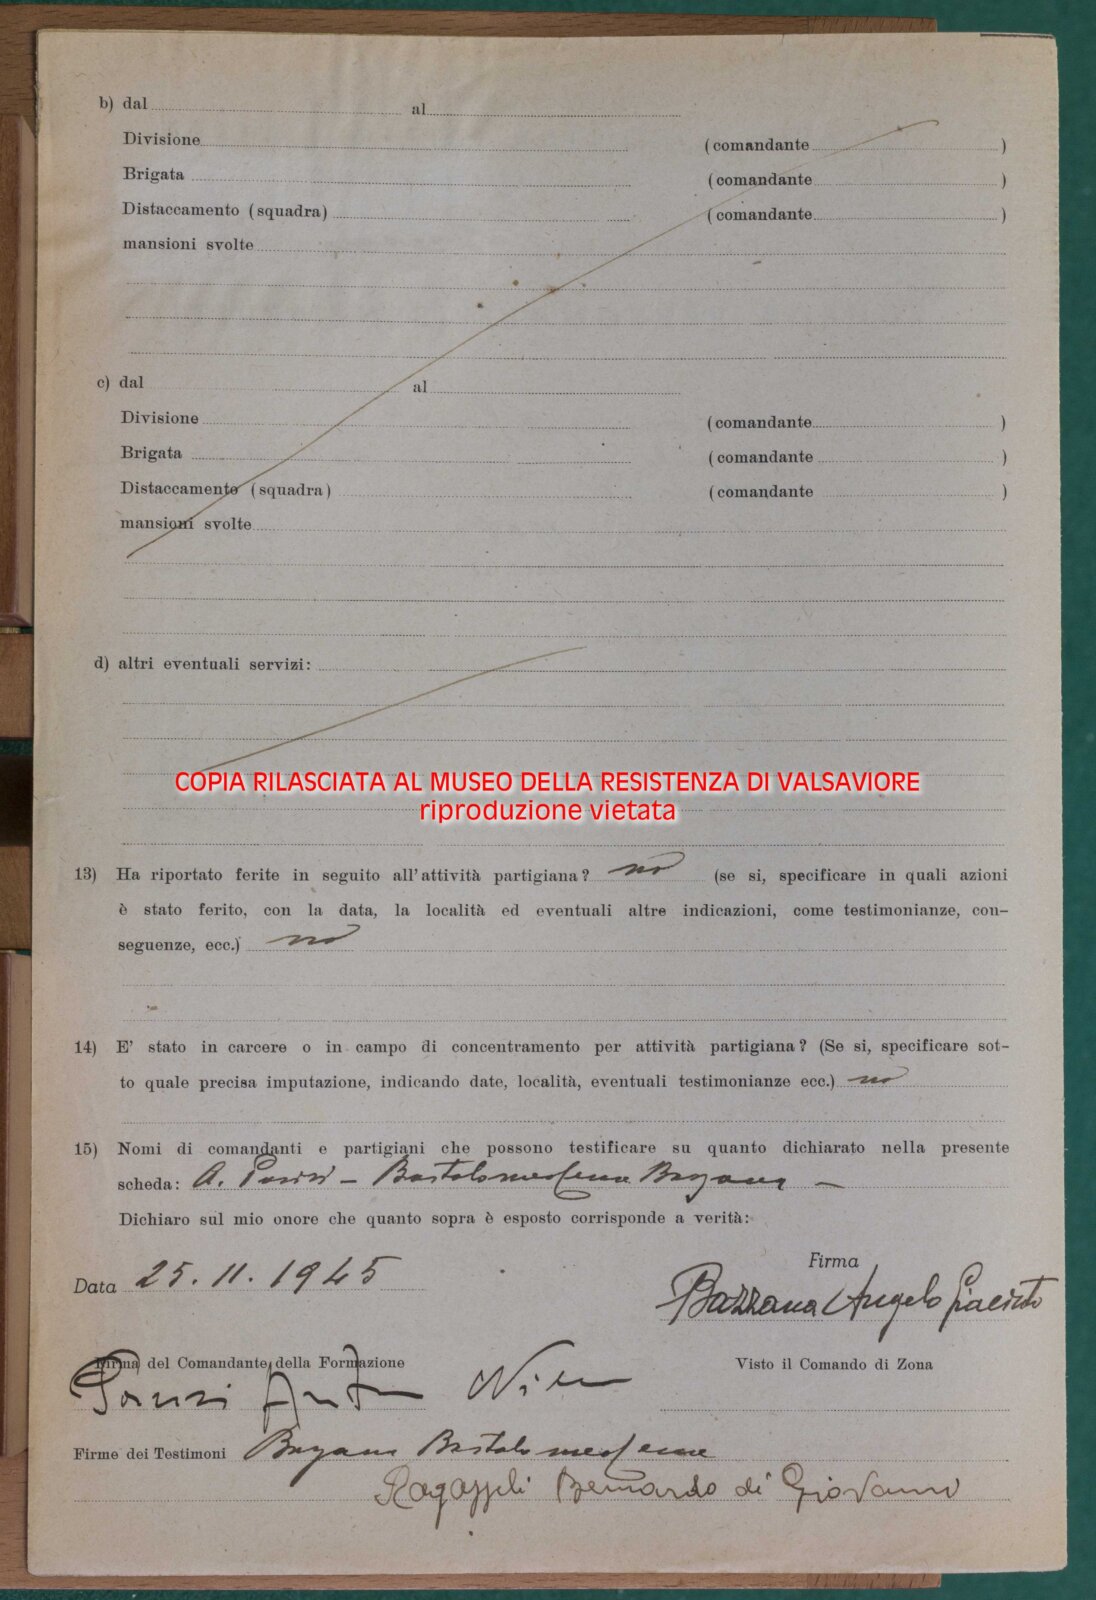 b) dal al
Divisione (comandante )
Brigata (comandante )
Distaccamento (squadra) (comandante )
mansioni svolte
c) dal al
Divisione (comandante )
Brigata (comandante )
Distaccamento (squadra) (comandante )
mansioni svolte
d) altri eventuali servizi:
COPIA RILASCIATA AL MUSEO DELLA RESISTENZA DI VALSAVIORE
riproduzione vietata
13) Ha riportato ferite in seguito all'attività partigiana? no (se si, specificare in quali azioni
è stato ferito, con la data, la località ed eventuali altre indicazioni, come testimonianze, con-
seguenze, ecc.) no
14) E' stato in carcere o in campo di concentramento per attività partigiana? (Se si, specificare sot-
to quale precisa imputazione, indicando date, località, eventuali testimonianze ecc.) no
15) Nomi di comandanti e partigiani che possono testificare su quanto dichiarato nella presente
scheda: A. Parisi -
Dichiaro sul mio onore che quanto sopra è esposto corrisponde a verità:
Firma
Data 25.11.1945
Bazzana Angelo Giacinto
Firma del Comandante della Formazione Visto il Comando di Zona
Parisi Nino
Firme dei Testimoni
Ragazzoli Bernardo di Giovanni